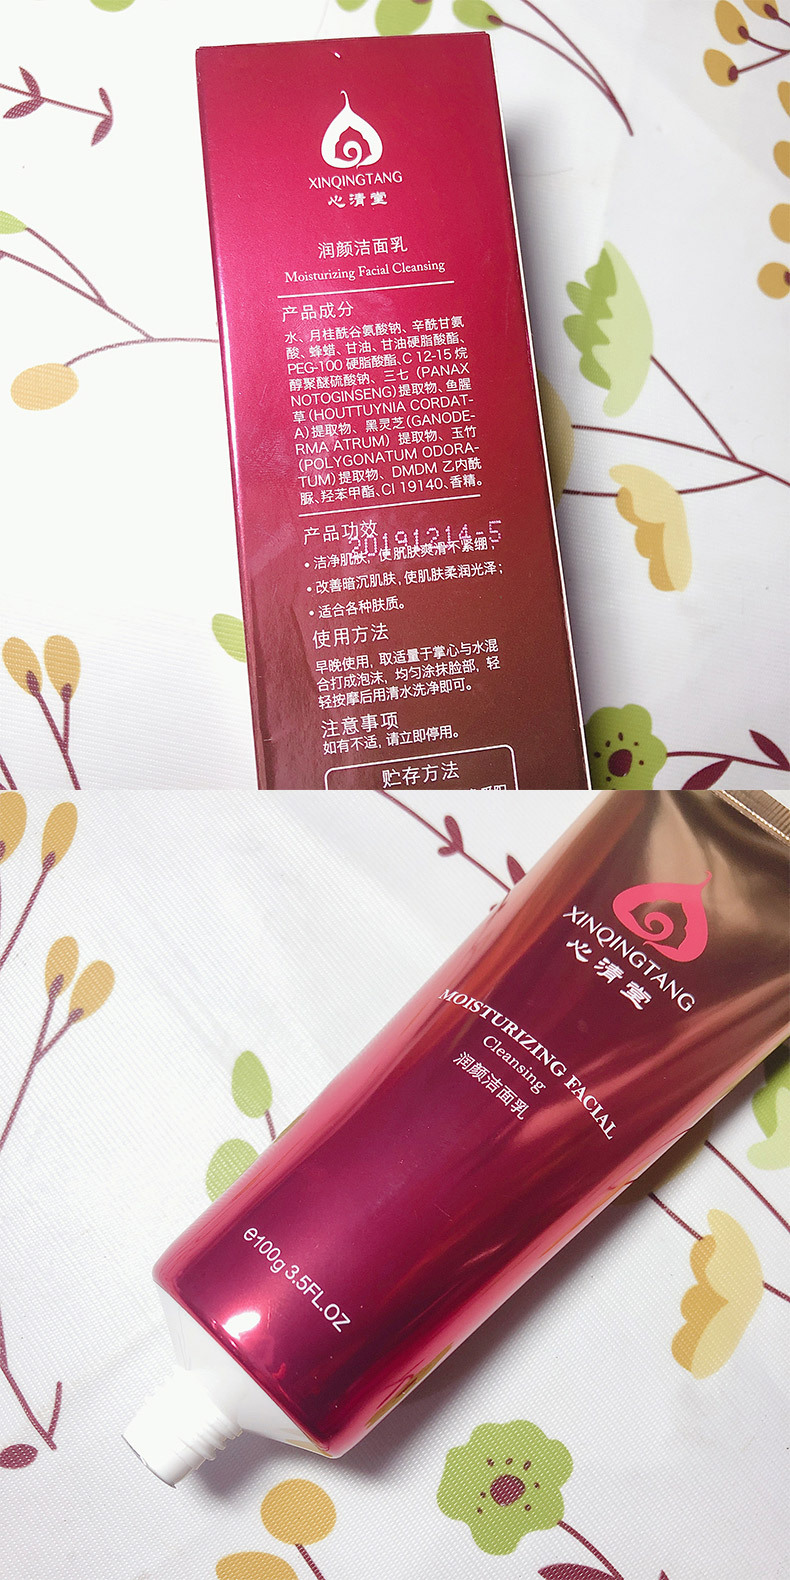 XINQINGTANG
心清堂
润颜洁面乳
Moisturizing Facial Cleansing
产品成分
水、月桂酰谷氨酸钠、辛酰甘氨
酸、蜂蜡、甘油、甘油硬脂酸酯、
PEG-100 硬脂酸酯、C 12-15 烷
醇聚醚硫酸钠、三七 (PANAX
NOTOGINSENG)提取物、鱼腥
草(HOUTTUYNIA CORDAT-
A)提取物、黑灵芝(GANODE-
RMA ATRUM) 提取物、玉竹
(POLYGONATUM ODORA-
TUM)提取物、DMDM 乙内酰
脲、羟苯甲酯、CI 19140、香精。
产品功效
20191214-5
• 洁净肌肤，使肌肤爽滑不紧绷；
• 改善暗沉肌肤, 使肌肤柔润光泽；
• 适合各种肤质。
使用方法
早晚使用, 取适量于掌心与水混
合打成泡沫, 均匀涂抹脸部, 轻
轻按摩后用清水洗净即可。
注意事项
如有不适, 请立即停用。
贮存方法
XINQINGTANG
心清堂
MOISTURIZING FACIAL
Cleansing
润颜洁面乳
e100g 3.5FL.OZ